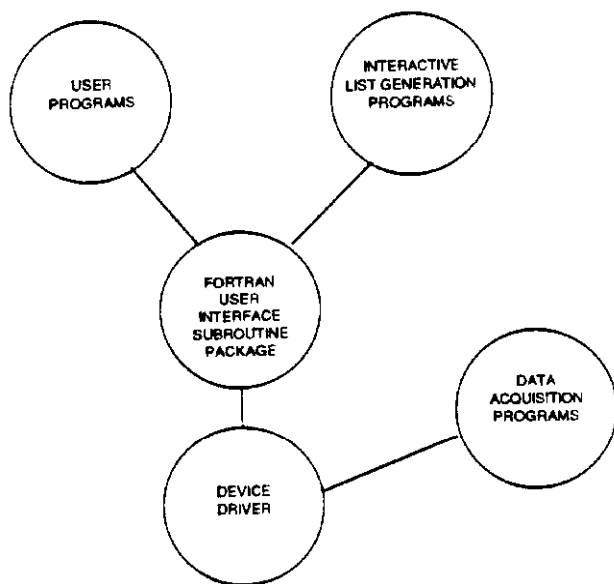 USER
PROGRAMS
INTERACTIVE
LIST GENERATION
PROGRAMS
FORTRAN
USER
INTERFACE
SUBROUTINE
PACKAGE
DATA
ACQUISITION
PROGRAMS
DEVICE
DRIVER